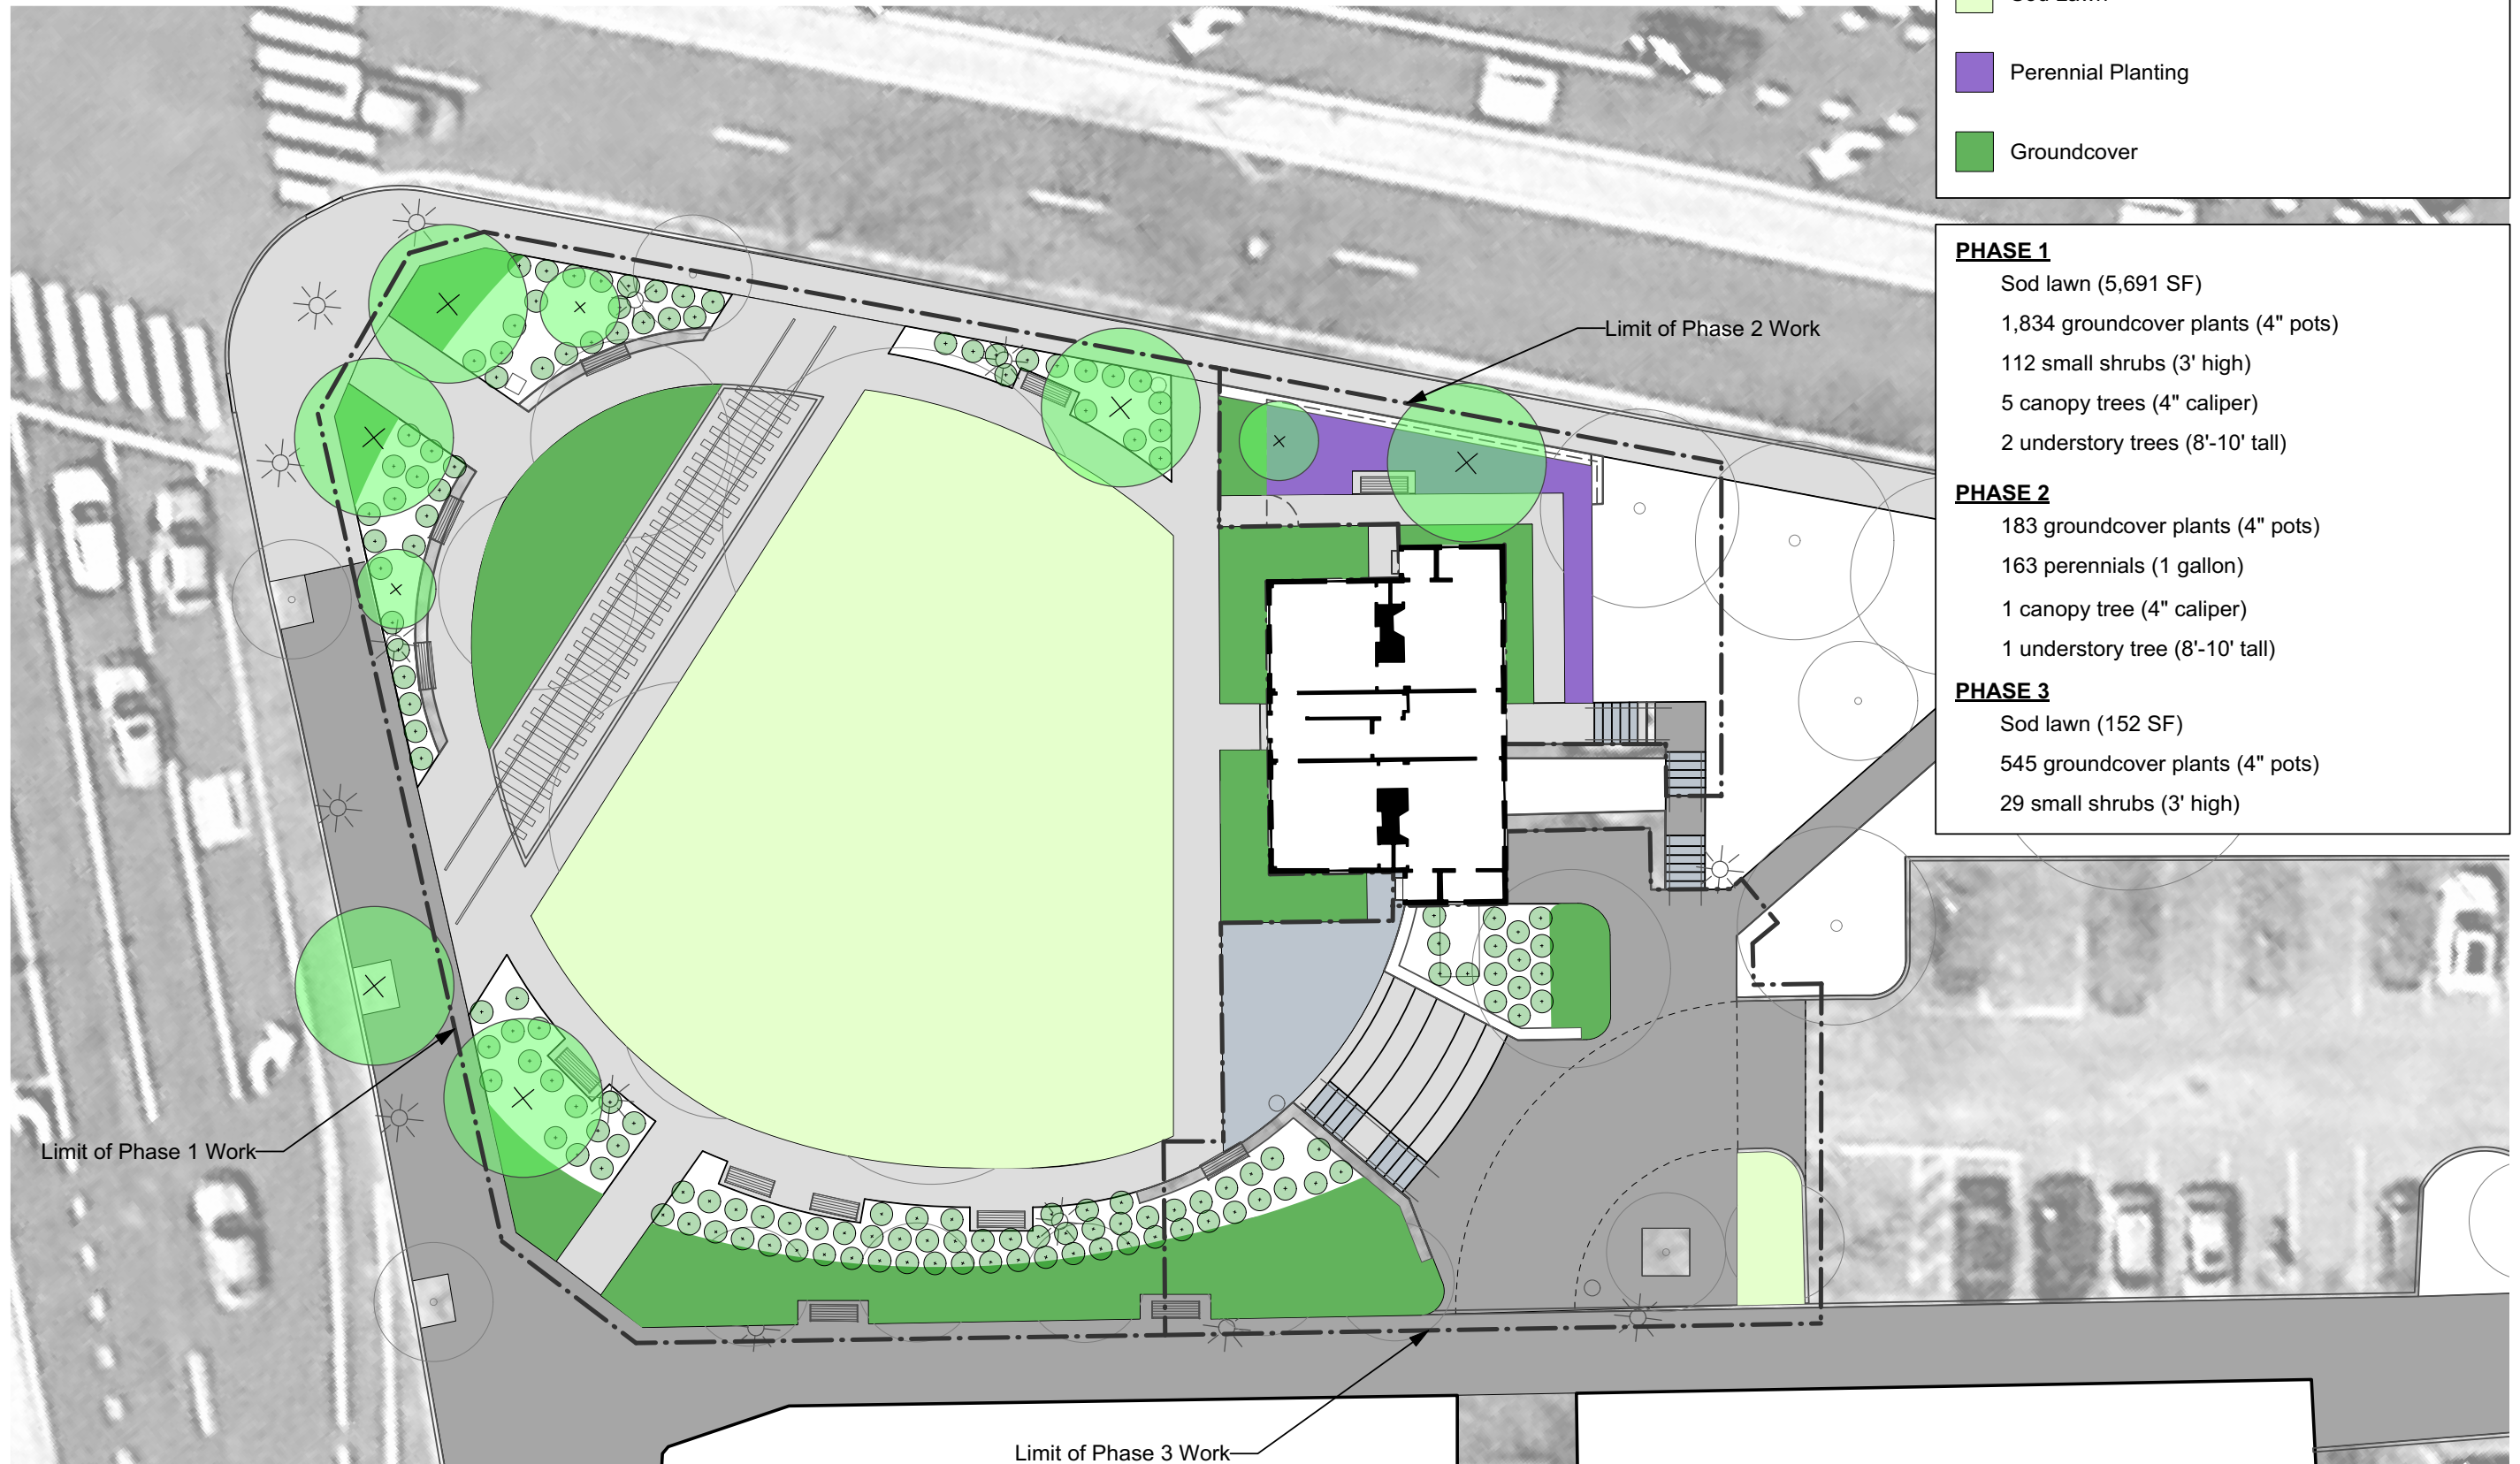 Sod Lawn
Perennial Planting
Groundcover
PHASE 1
Sod lawn (5,691 SF)
1,834 groundcover plants (4" pots)
112 small shrubs (3' high)
5 canopy trees (4" caliper)
2 understory trees (8'-10' tall)
PHASE 2
183 groundcover plants (4" pots)
163 perennials (1 gallon)
1 canopy tree (4" caliper)
1 understory tree (8'-10' tall)
PHASE 3
Sod lawn (152 SF)
545 groundcover plants (4" pots)
29 small shrubs (3' high)
Limit of Phase 2 Work
Limit of Phase 1 Work
Limit of Phase 3 Work